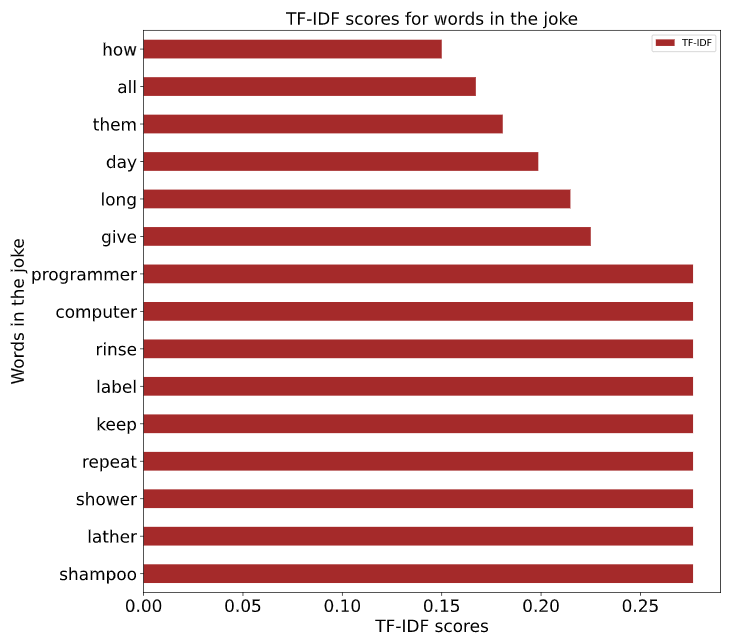 TF-IDF scores for words in the joke
TF-IDF
how
all
them
day
long
give
programmer
computer
rinse
label
keep
repeat
shower
lather
shampoo
Words in the joke
0.00 0.05 0.10 0.15 0.20 0.25
TF-IDF scores